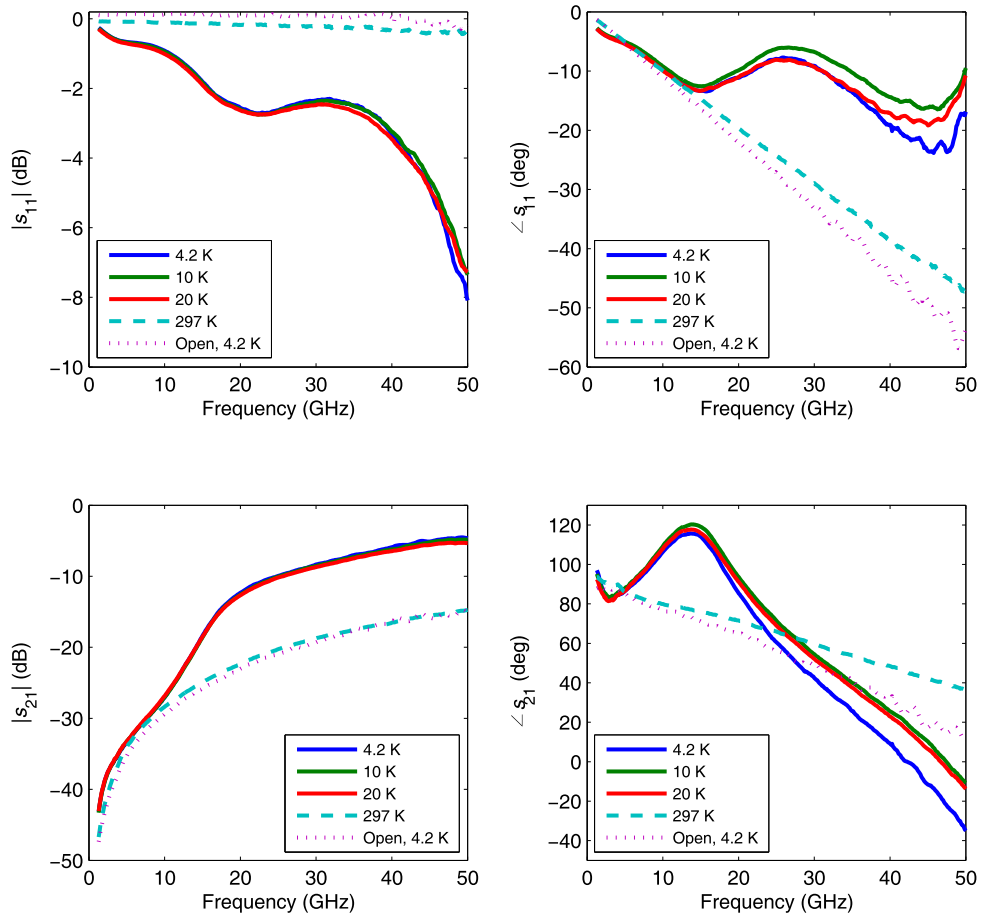 0
−2
−4
−6
−8
−10
0 10 20 30 40 50
Frequency (GHz)
|s11| (dB)
4.2 K
10 K
20 K
297 K
Open, 4.2 K
0
−10
−20
−30
−40
−50
−60
0 10 20 30 40 50
Frequency (GHz)
∠ s11 (deg)
4.2 K
10 K
20 K
297 K
Open, 4.2 K
0
−10
−20
−30
−40
−50
0 10 20 30 40 50
Frequency (GHz)
|s21| (dB)
4.2 K
10 K
20 K
297 K
Open, 4.2 K
120
100
80
60
40
20
0
−20
−40
0 10 20 30 40 50
Frequency (GHz)
∠ s21 (deg)
4.2 K
10 K
20 K
297 K
Open, 4.2 K